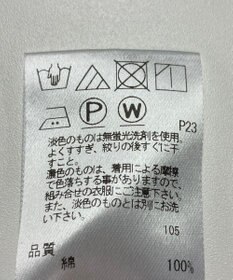 P W
P23
淡色のものは無蛍光洗剤を使用
よくすすぎ、絞りの後すぐに干
すこと。
濃色のものは、着用による摩擦
で色落ちする事がありますので、
組み合せの衣服にご注意下さい。
また、淡色のものとは別にお洗
い下さい。
105
品質
綿 100%